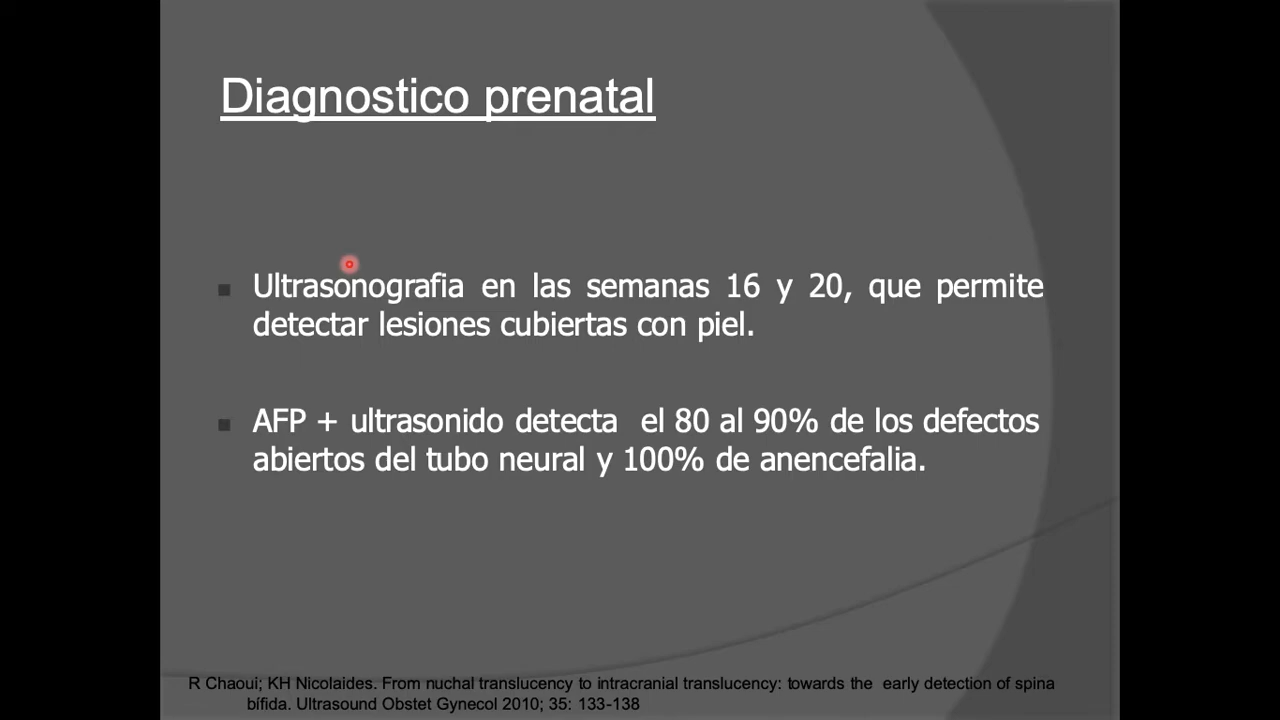 Diagnostico prenatal
Ultrasonografia en las semanas 16 y 20, que permite
detectar lesiones cubiertas con piel.
AFP + ultrasonido detecta el 80 al 90% de los defectos
abiertos del tubo neural y 100% de anencefalia.
R Chaoui; KH Nicolaides. From nuchal translucency to intracranial translucency: towards the early detection of spina
bífida. Ultrasound Obstet Gynecol 2010; 35: 133-138